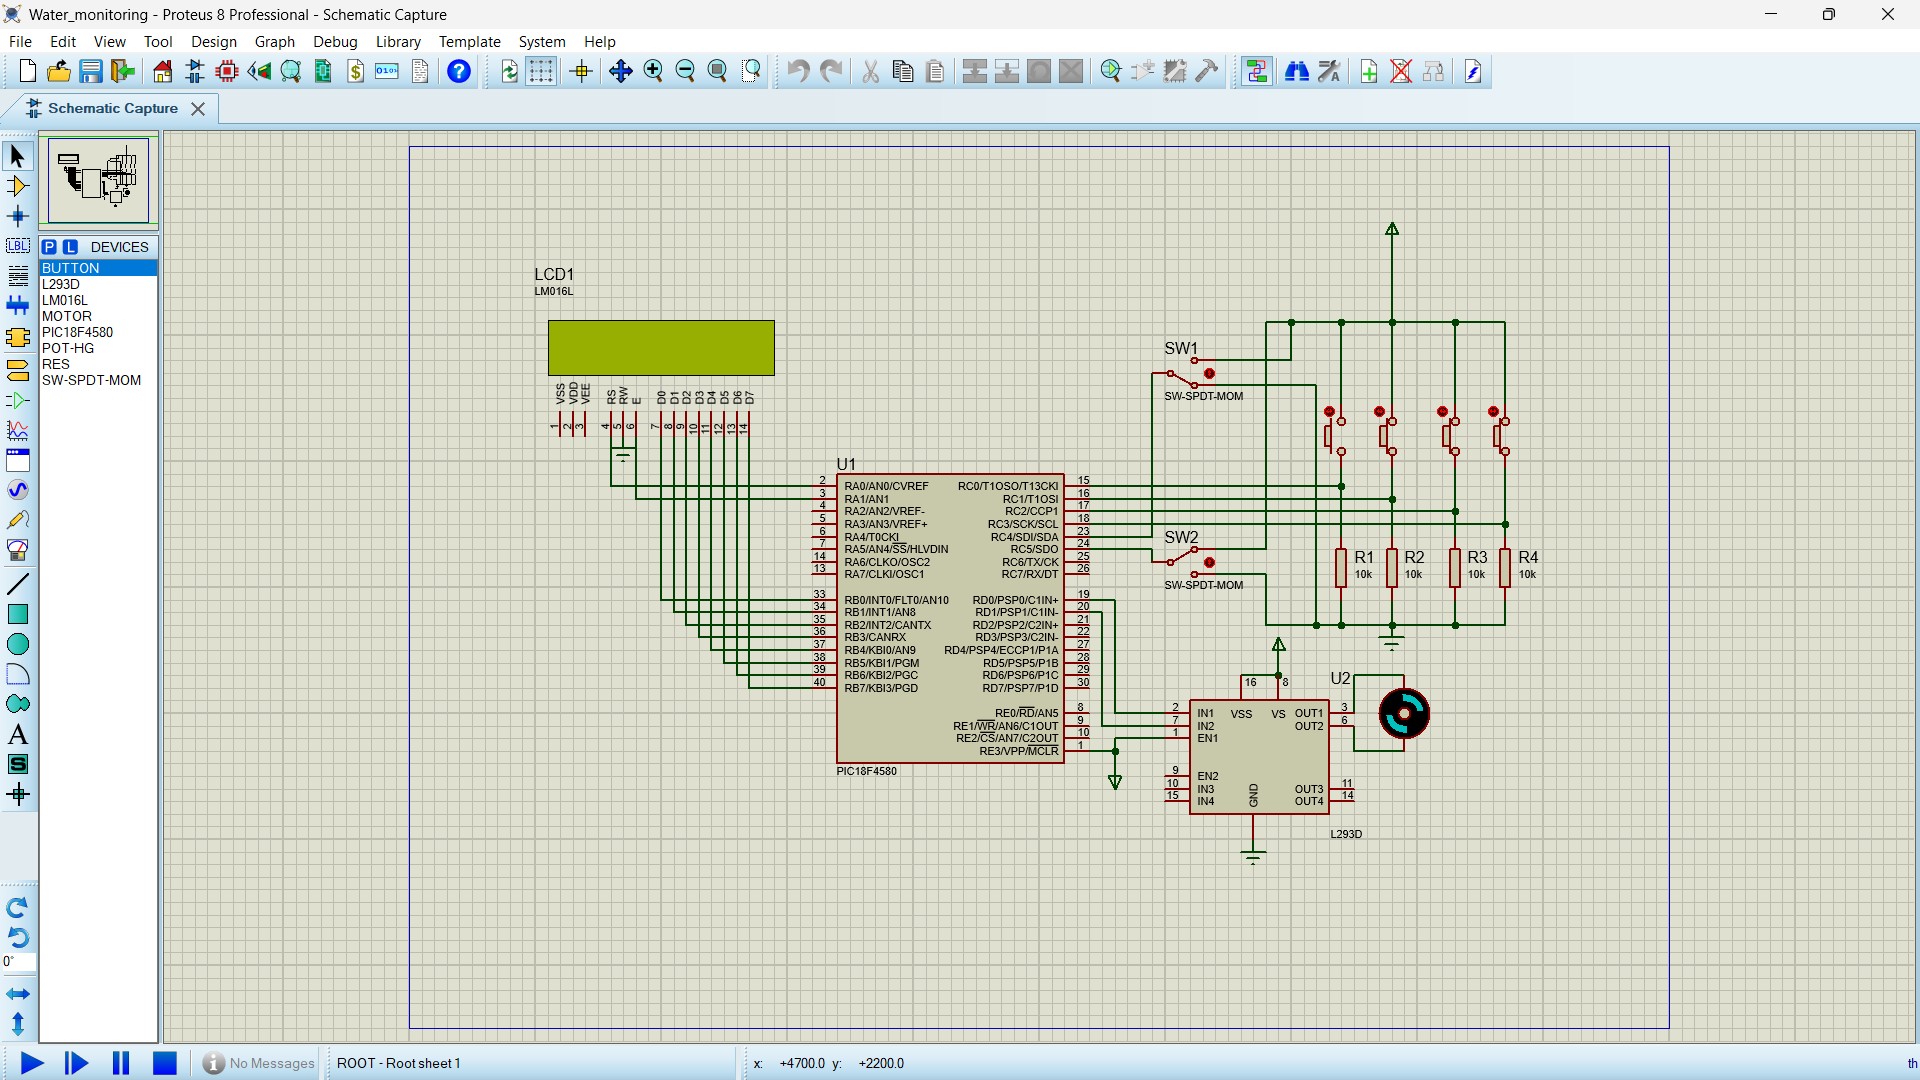 Water_monitoring - Proteus 8 Professional - Schematic Capture
File Edit View Tool Design Graph Debug Library Template System Help
Schematic Capture
P L DEVICES
BUTTON
L293D
LM016L
MOTOR
PIC18F4580
POT-HG
RES
SW-SPDT-MOM
LBL
A
S
0°
LCD1
LM016L
VSS
VDD
VEE
RS
RW
E
D0
D1
D2
D3
D4
D5
D6
D7
1
2
3
4
5
6
7
8
9
10
11
12
13
14
U1
2 RA0/AN0/CVREF
3 RA1/AN1
4 RA2/AN2/VREF-
5 RA3/AN3/VREF+
6 RA4/T0CKI
7 RA5/AN4/SS/HLVDIN
14 RA6/CLKO/OSC2
13 RA7/CLKI/OSC1
33 RB0/INT0/FLT0/AN10
34 RB1/INT1/AN8
35 RB2/INT2/CANTX
36 RB3/CANRX
37 RB4/KBI0/AN9
38 RB5/KBI1/PGM
39 RB6/KBI2/PGC
40 RB7/KBI3/PGD
RC0/T1OSO/T13CKI 15
RC1/T1OSI 16
RC2/CCP1 17
RC3/SCK/SCL 18
RC4/SDI/SDA 23
RC5/SDO 24
RC6/TX/CK 25
RC7/RX/DT 26
RD0/PSP0/C1IN+ 19
RD1/PSP1/C1IN- 20
RD2/PSP2/C2IN+ 21
RD3/PSP3/C2IN- 22
RD4/PSP4/ECCP1/P1A 27
RD5/PSP5/P1B 28
RD6/PSP6/P1C 29
RD7/PSP7/P1D 30
RE0/RD/AN5 8
RE1/WR/AN6/C1OUT 9
RE2/CS/AN7/C2OUT 10
RE3/VPP/MCLR 1
PIC18F4580
SW1
SW-SPDT-MOM
SW2
SW-SPDT-MOM
R1
10k
R2
10k
R3
10k
R4
10k
U2
16 8
VSS VS
2 IN1
7 IN2
1 EN1
9 EN2
10 IN3
15 IN4
OUT1 3
OUT2 6
OUT3 11
OUT4 14
GND
L293D
No Messages
ROOT - Root sheet 1
x: +4700.0 y: +2200.0
th